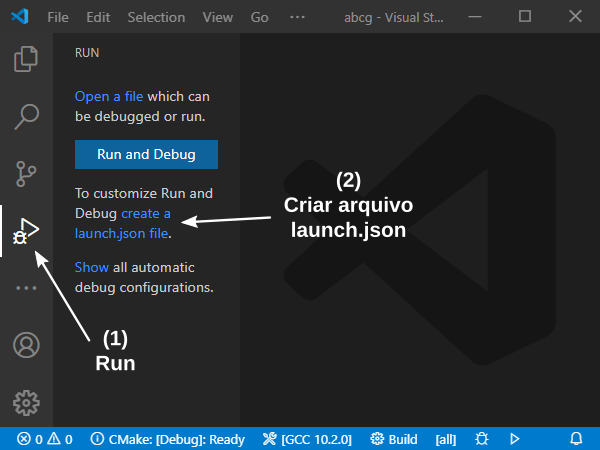 File Edit Selection View Go ··· abcg - Visual St...
RUN
Open a file which can
be debugged or run.
Run and Debug
To customize Run and
Debug create a
launch.json file.
Show all automatic
debug configurations.
(2)
Criar arquivo
launch.json
(1)
Run
0 0 CMake: [Debug]: Ready [GCC 10.2.0] Build [all]